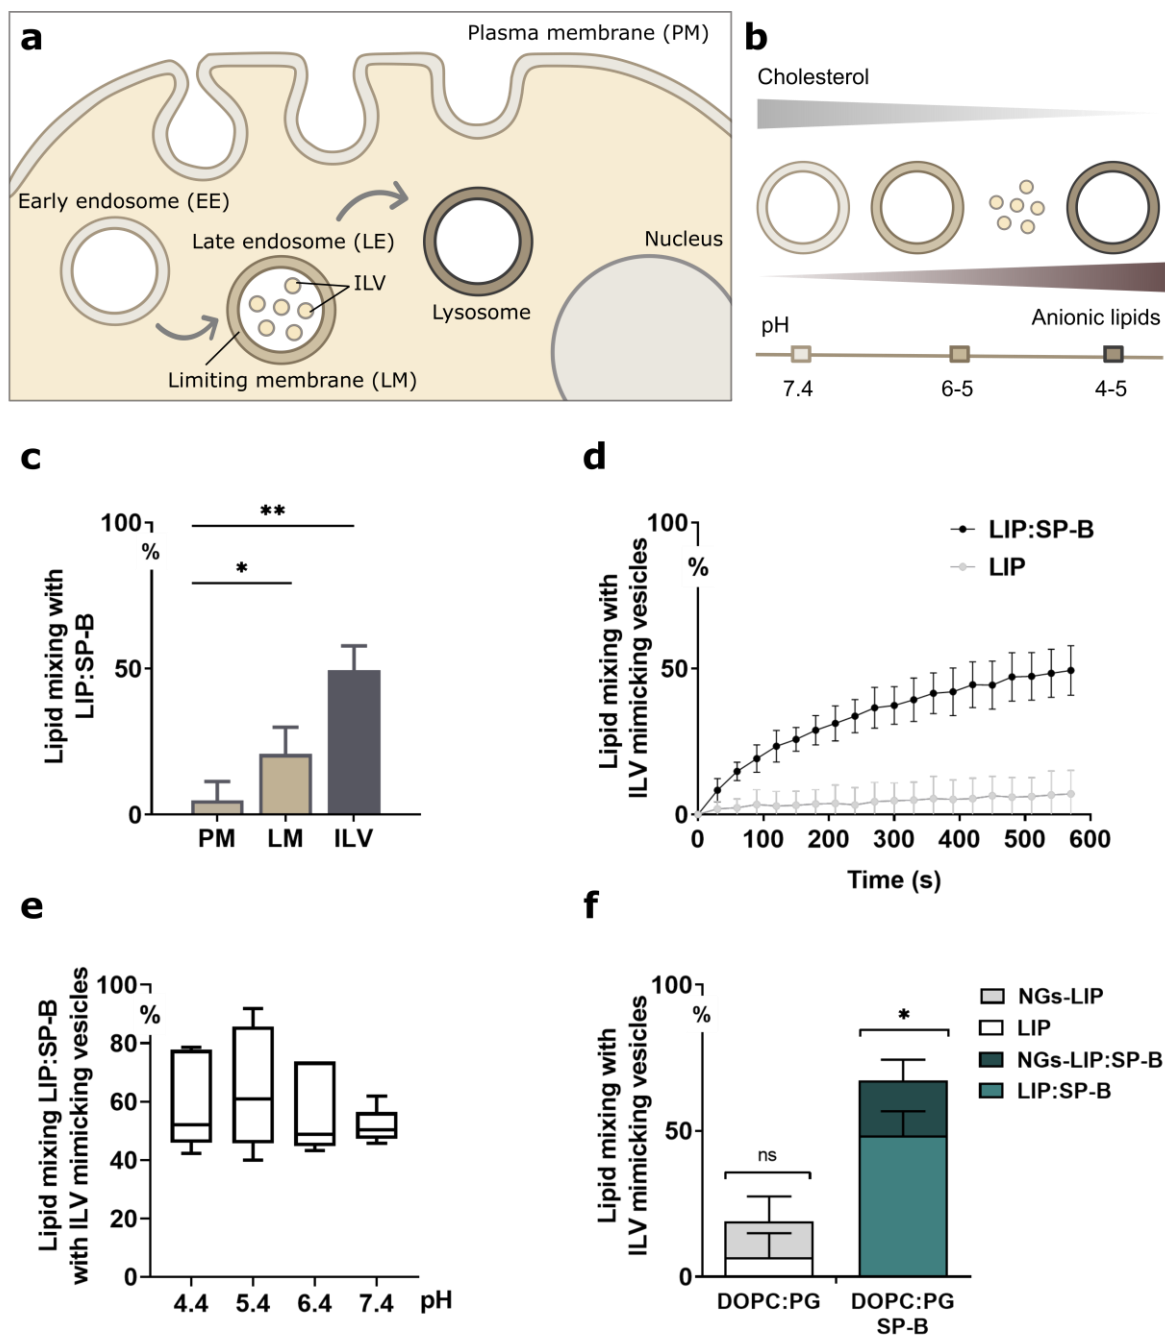 a
Plasma membrane (PM)
Early endosome (EE)
Late endosome (LE)
ILV
Nucleus
Lysosome
Limiting membrane (LM)
b
Cholesterol
Anionic lipids
pH
7.4
6-5
4-5
c
Lipid mixing with
LIP:SP-B
100
%
50
0
**
*
PM
LM
ILV
d
Lipid mixing with
ILV mimicking vesicles
100
%
50
0
LIP:SP-B
LIP
0
100
200
300
400
500
600
Time (s)
e
Lipid mixing LIP:SP-B
with ILV mimicking vesicles
100
%
80
60
40
20
0
4.4
5.4
6.4
7.4
pH
f
Lipid mixing with
ILV mimicking vesicles
100
%
50
0
ns
*
NGs-LIP
LIP
NGs-LIP:SP-B
LIP:SP-B
DOPC:PG
DOPC:PG
SP-B